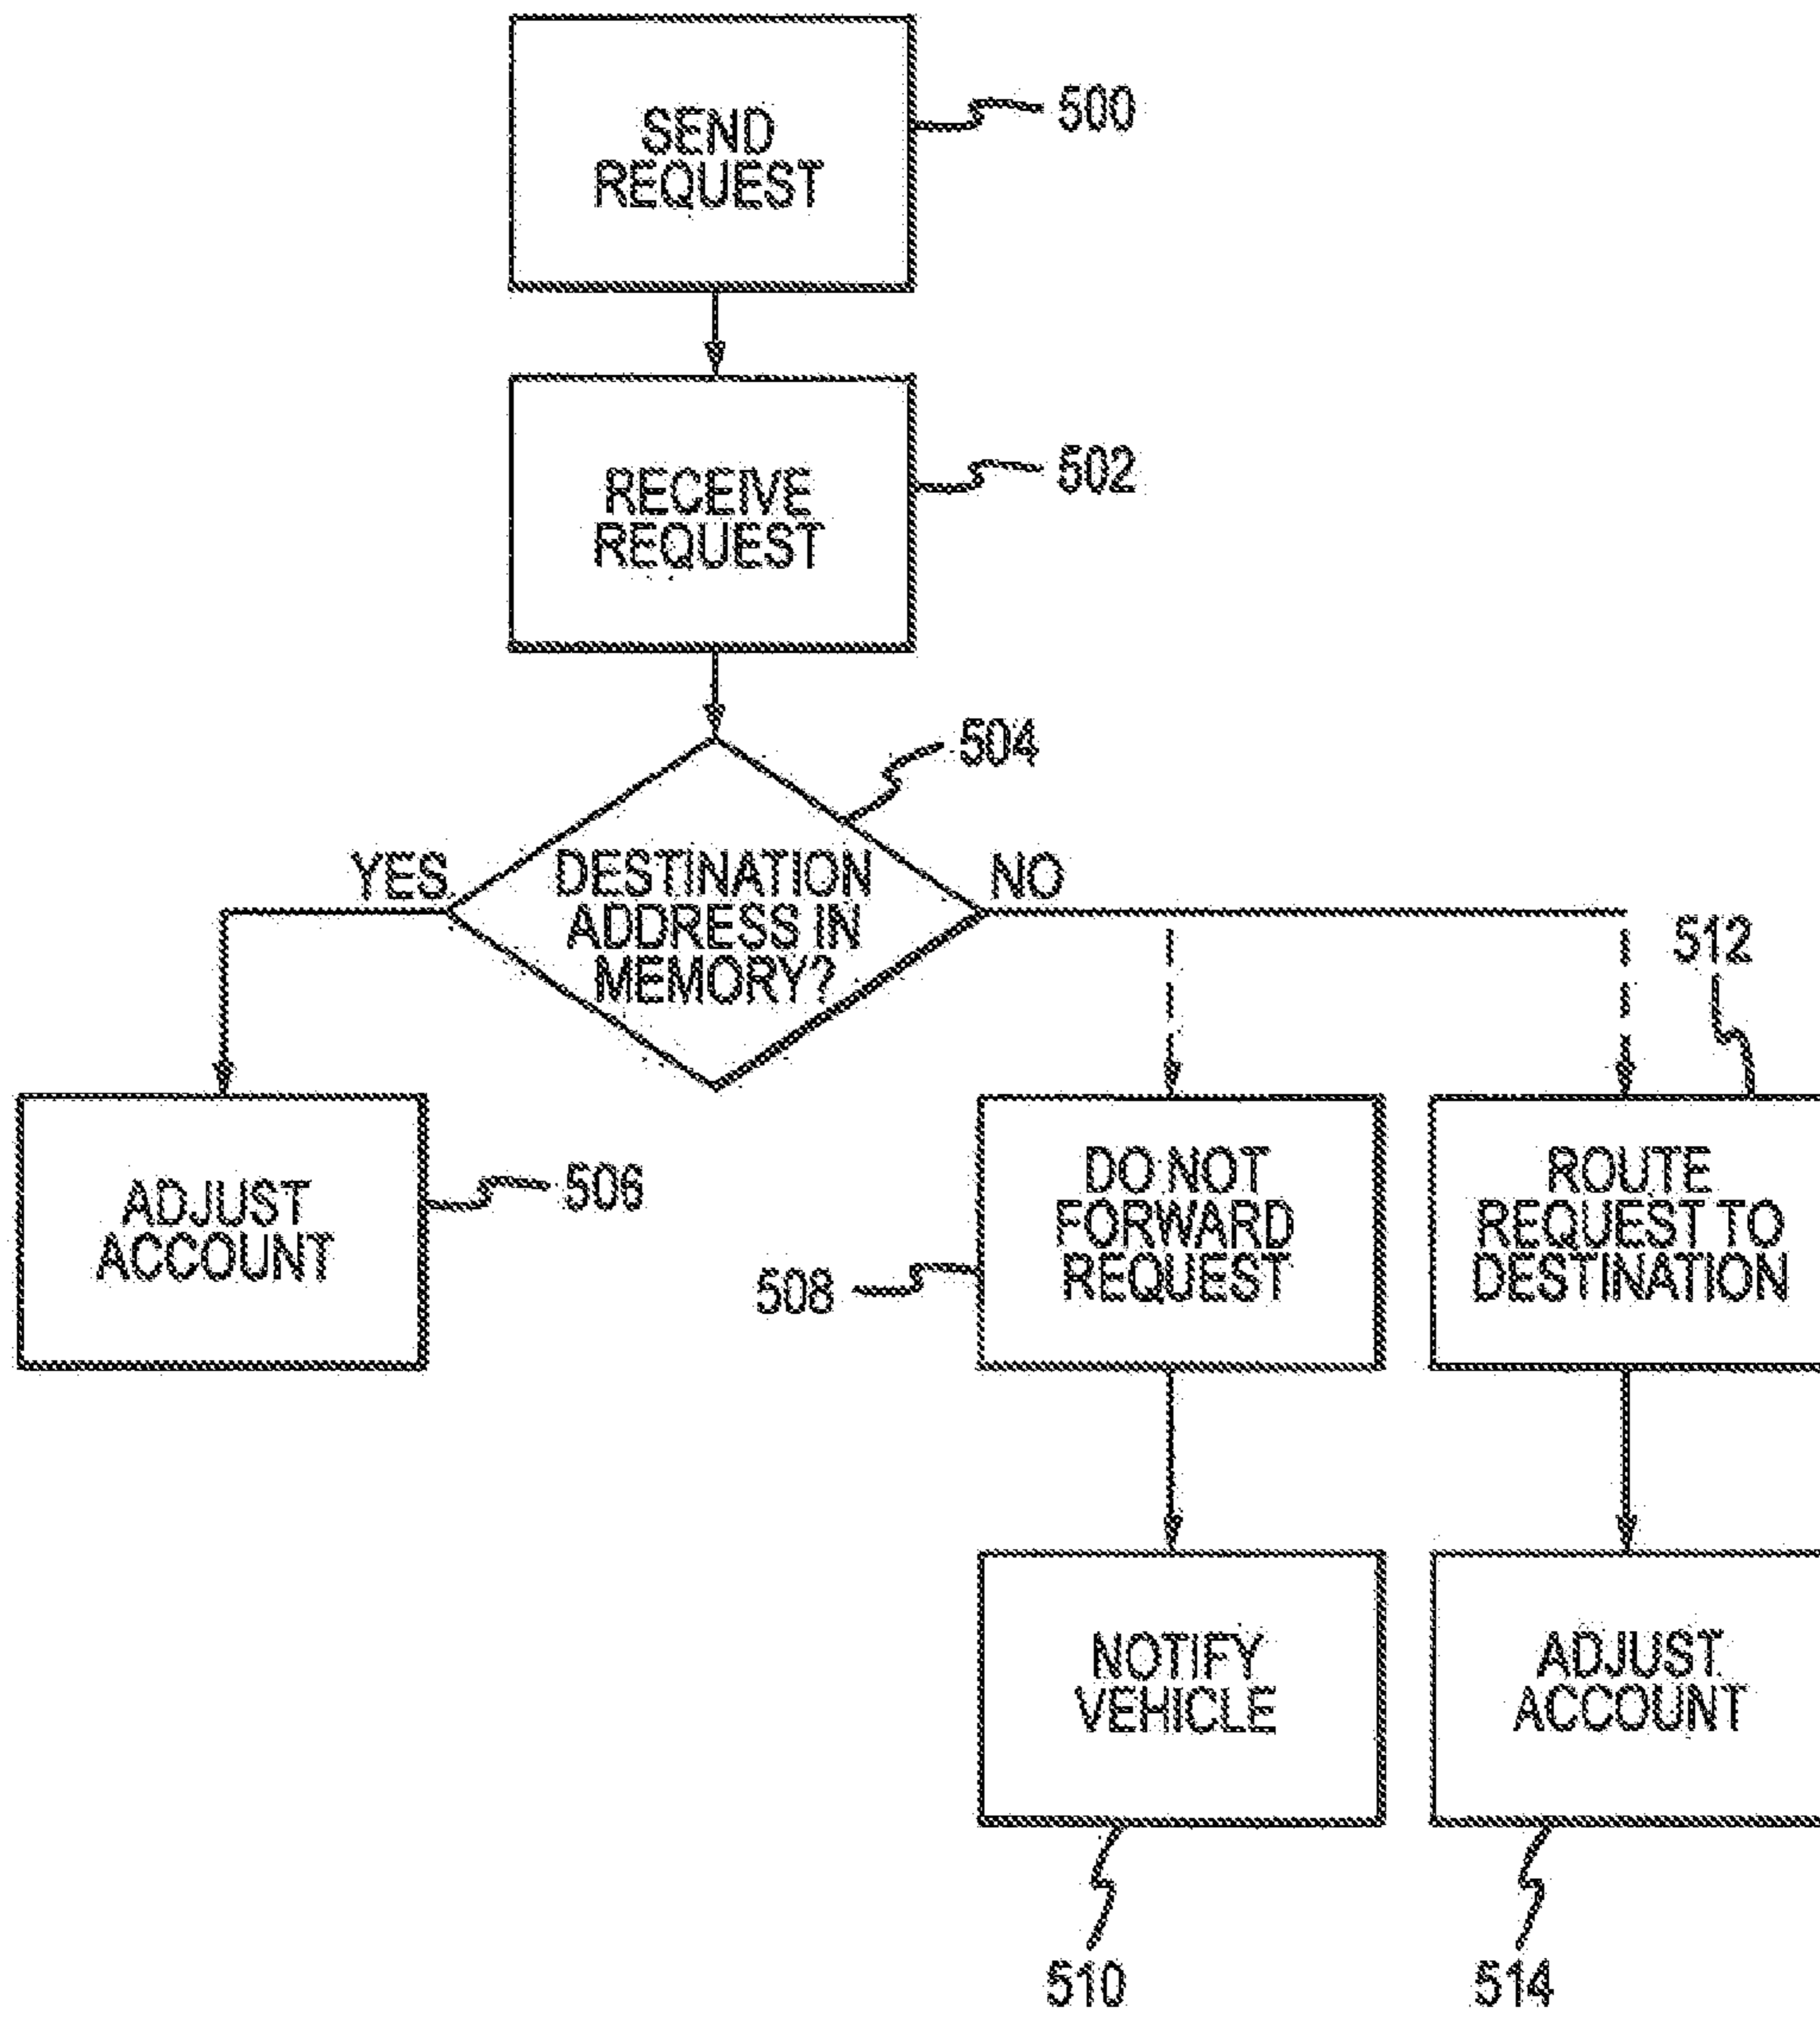 SEND
REQUEST
500
RECEIVE
REQUEST
502
504
YES
DESTINATION
ADDRESS IN
MEMORY?
NO
512
ADJUST
ACCOUNT
506
DO NOT
FORWARD
REQUEST
508
ROUTE
REQUEST TO
DESTINATION
NOTIFY
VEHICLE
ADJUST
ACCOUNT
510
514